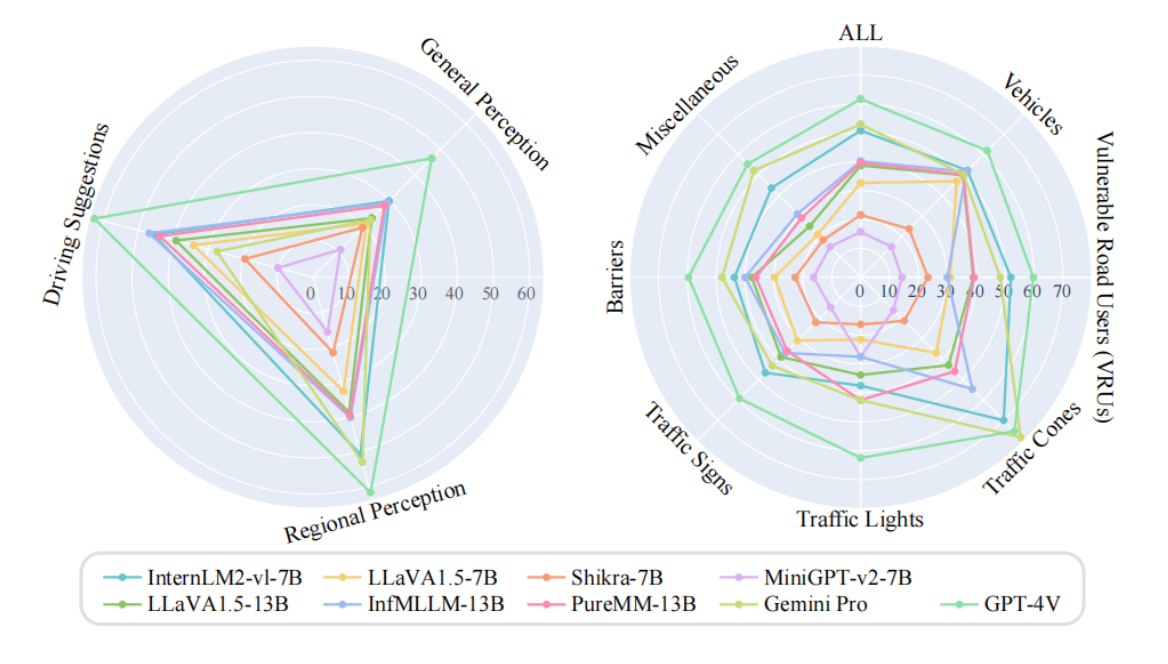 General Perception
Driving Suggestions
Regional Perception
0 10 20 30 40 50 60
ALL
Vehicles
Vulnerable Road Users (VRUs)
Traffic Cones
Traffic Lights
Traffic Signs
Barriers
Miscellaneous
0 10 20 30 40 50 60 70
InternLM2-vl-7B LLaVA1.5-7B Shikra-7B MiniGPT-v2-7B
LLaVA1.5-13B InfMLLM-13B PureMM-13B Gemini Pro GPT-4V